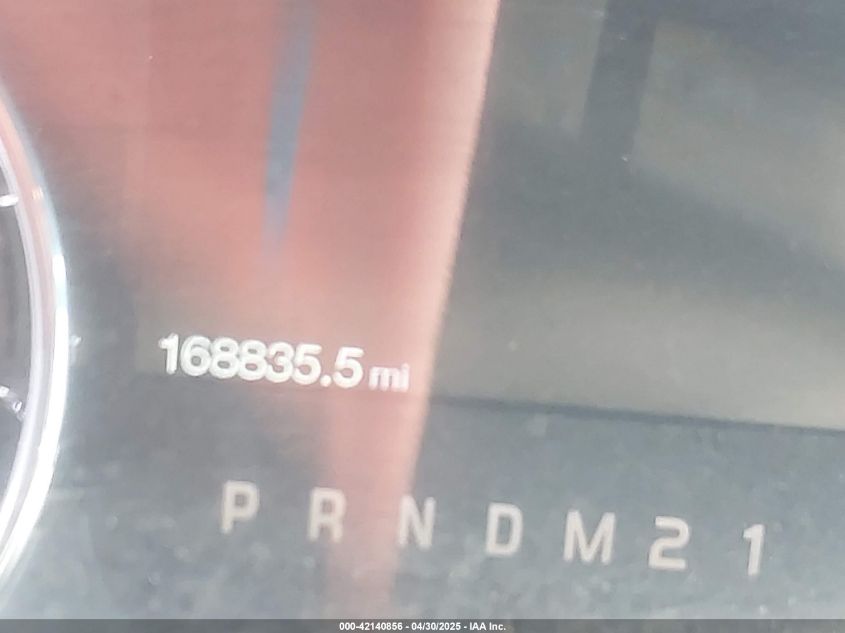 168835.5 mi
P R N D M 2 1
000-42140856 - 04/30/2025 - IAA Inc.